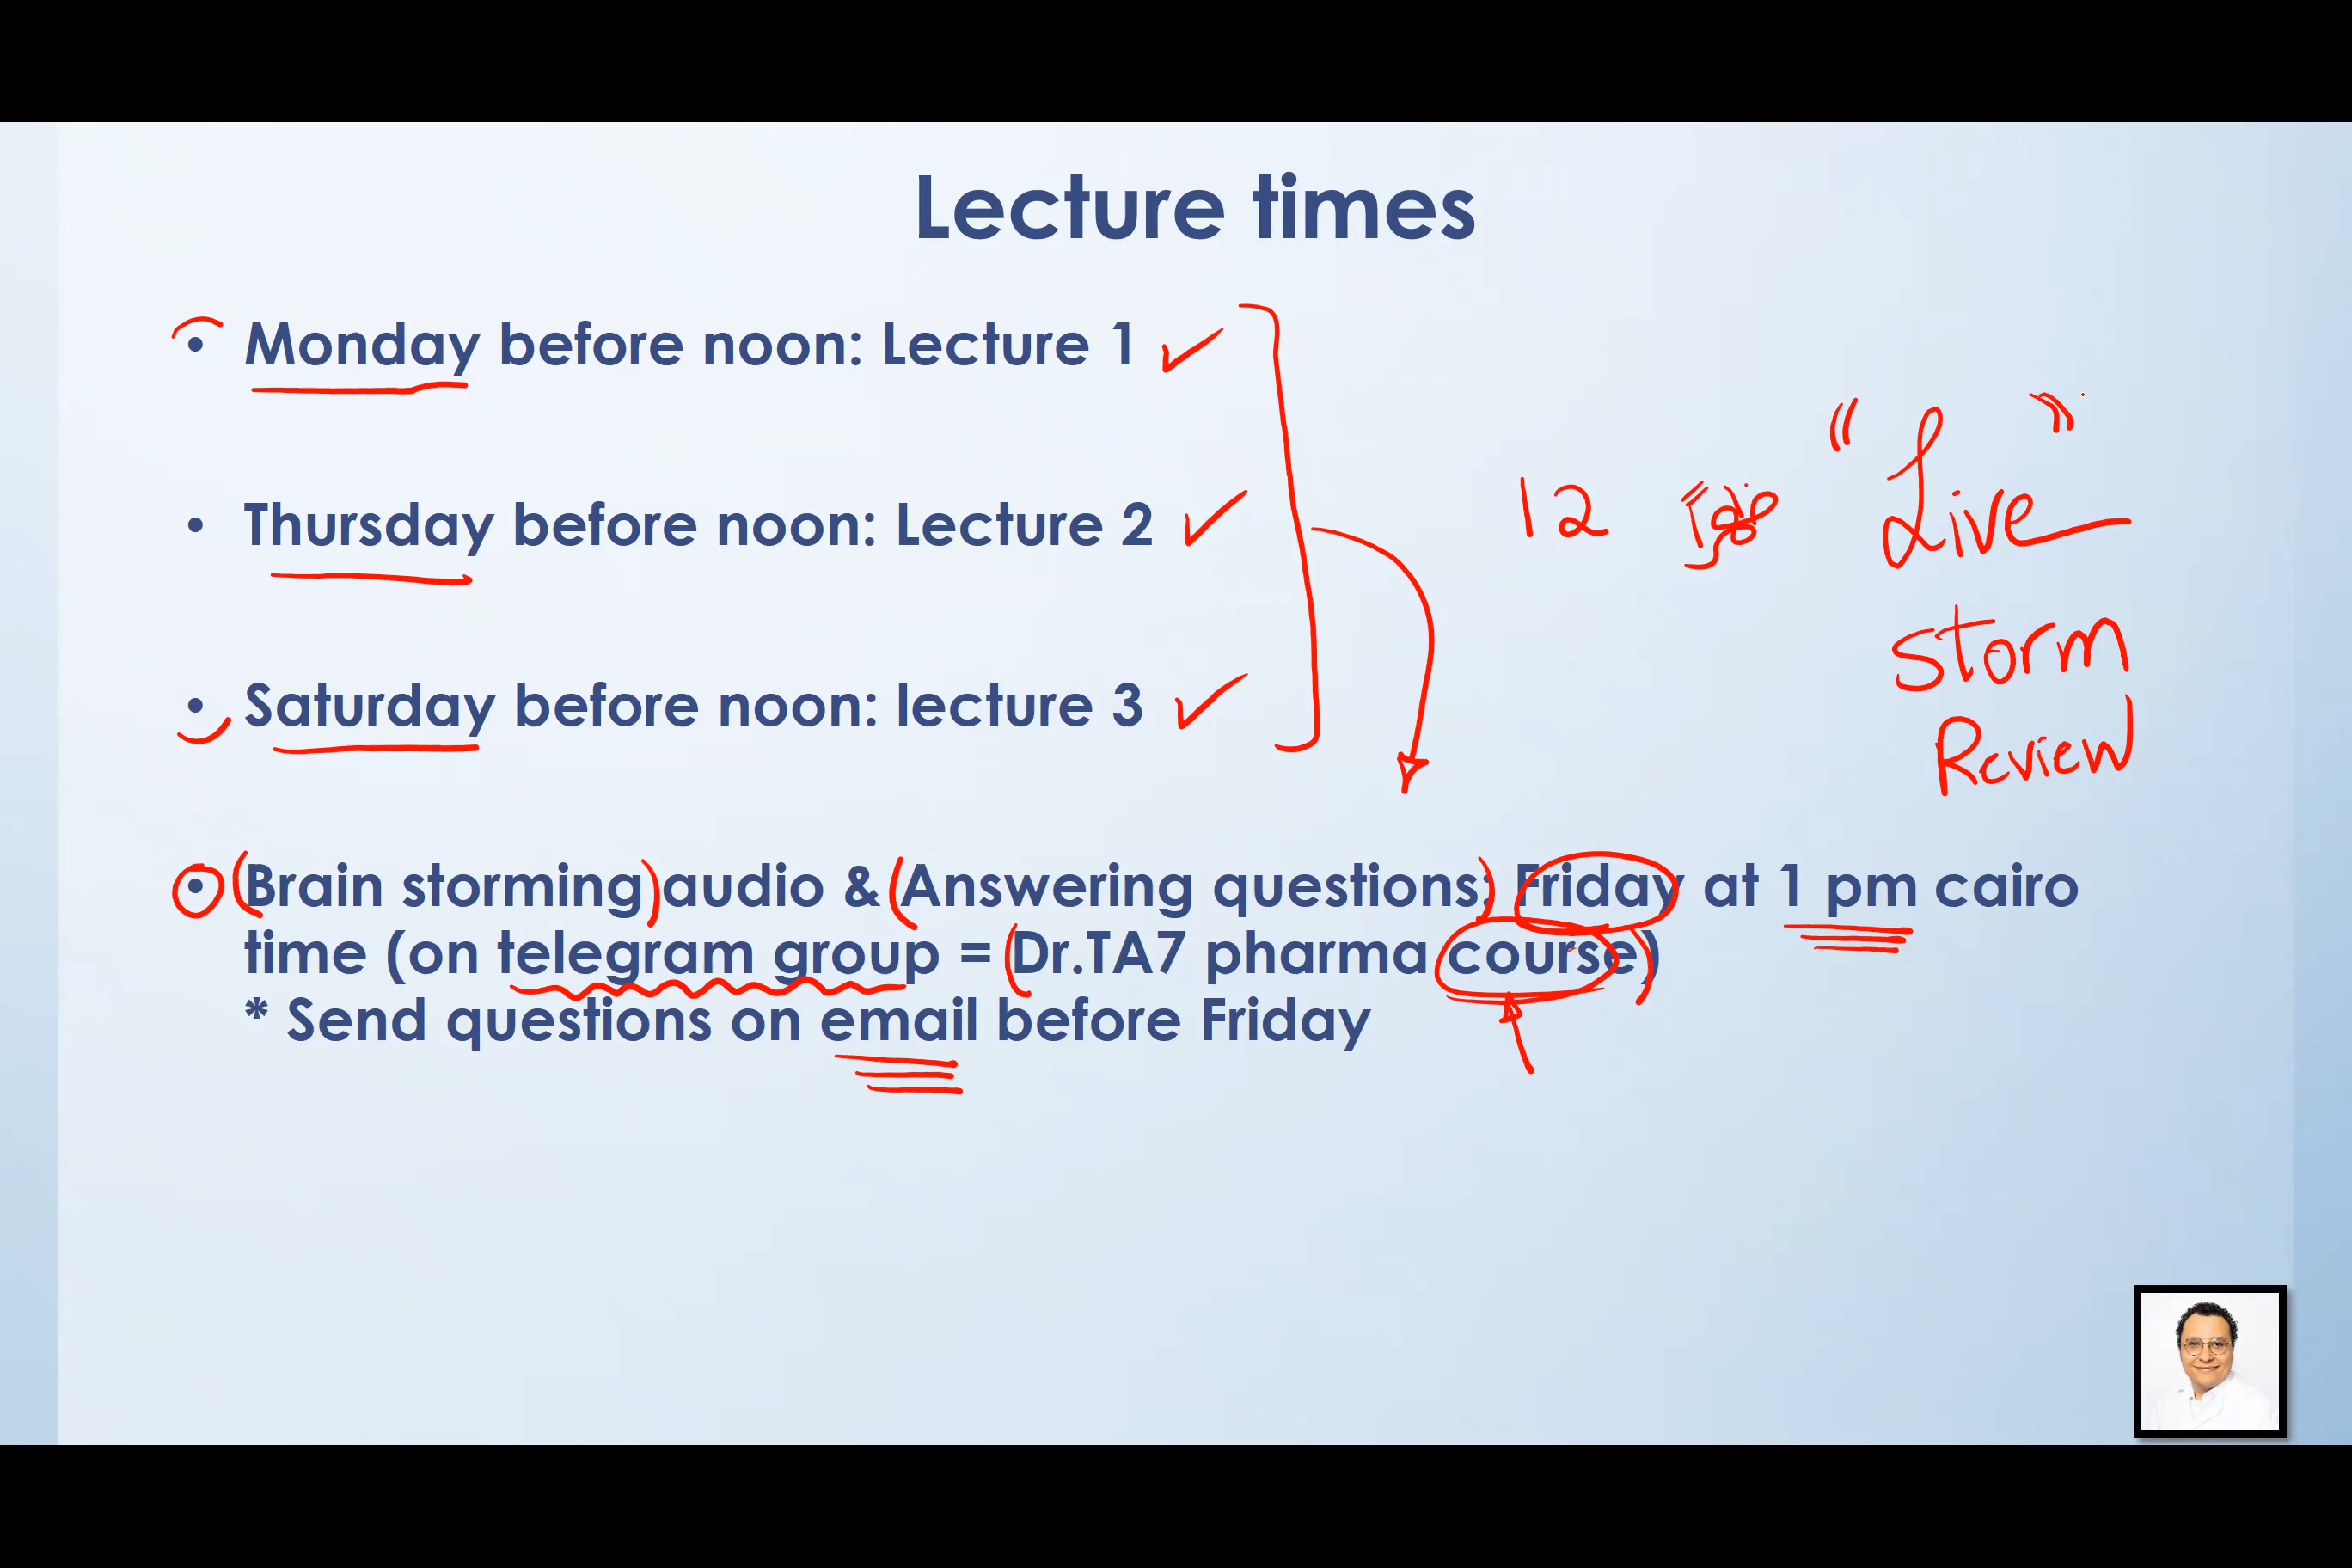 Lecture times
• Monday before noon: Lecture 1
• Thursday before noon: Lecture 2
• Saturday before noon: lecture 3
• Brain storming audio & Answering questions: Friday at 1 pm cairo
time (on telegram group = Dr.TA7 pharma course)
* Send questions on email before Friday
12
"Live"
Storm
Review